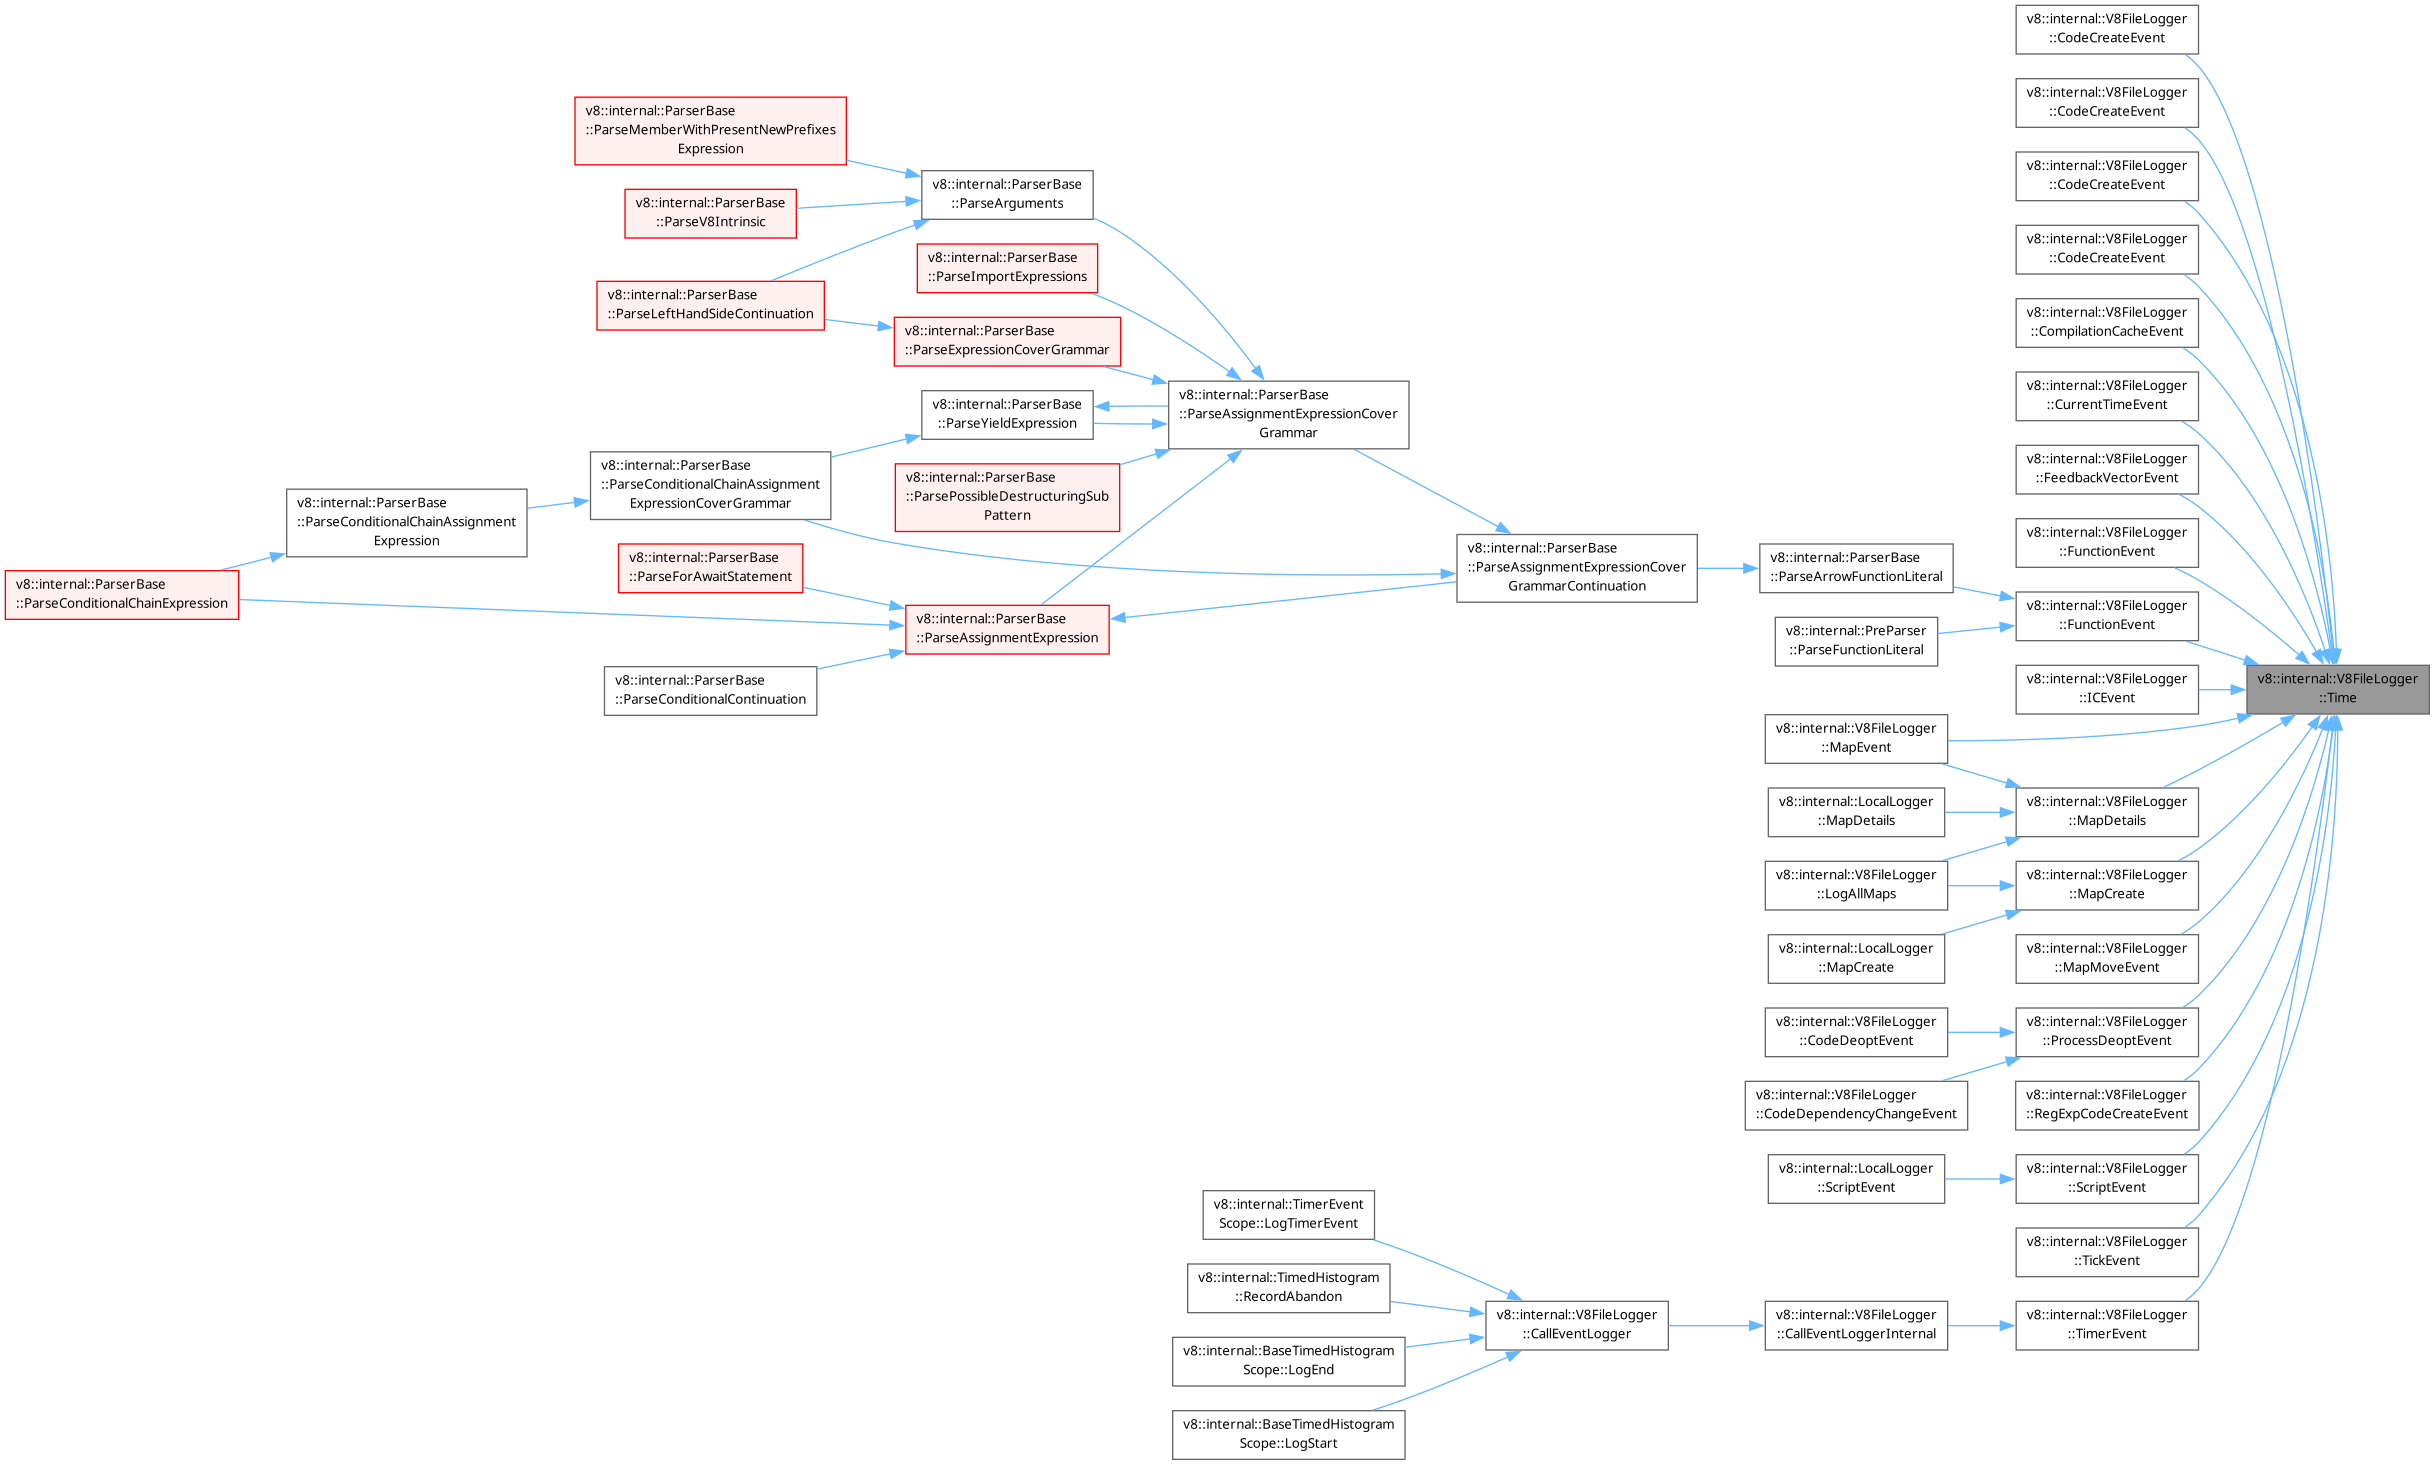 v8::internal::V8FileLogger
::CodeCreateEvent
v8::internal::V8FileLogger
::CodeCreateEvent
v8::internal::V8FileLogger
::CodeCreateEvent
v8::internal::V8FileLogger
::CodeCreateEvent
v8::internal::V8FileLogger
::CompilationCacheEvent
v8::internal::V8FileLogger
::CurrentTimeEvent
v8::internal::V8FileLogger
::FeedbackVectorEvent
v8::internal::V8FileLogger
::FunctionEvent
v8::internal::V8FileLogger
::FunctionEvent
v8::internal::V8FileLogger
::ICEvent
v8::internal::V8FileLogger
::Time
v8::internal::ParserBase
::ParseMemberWithPresentNewPrefixes
Expression
v8::internal::ParserBase
::ParseV8Intrinsic
v8::internal::ParserBase
::ParseLeftHandSideContinuation
v8::internal::ParserBase
::ParseArguments
v8::internal::ParserBase
::ParseImportExpressions
v8::internal::ParserBase
::ParseExpressionCoverGrammar
v8::internal::ParserBase
::ParseYieldExpression
v8::internal::ParserBase
::ParsePossibleDestructuringSub
Pattern
v8::internal::ParserBase
::ParseAssignmentExpressionCover
Grammar
v8::internal::ParserBase
::ParseConditionalChainAssignment
ExpressionCoverGrammar
v8::internal::ParserBase
::ParseConditionalChainAssignment
Expression
v8::internal::ParserBase
::ParseConditionalChainExpression
v8::internal::ParserBase
::ParseForAwaitStatement
v8::internal::ParserBase
::ParseAssignmentExpression
v8::internal::ParserBase
::ParseConditionalContinuation
v8::internal::ParserBase
::ParseAssignmentExpressionCover
GrammarContinuation
v8::internal::ParserBase
::ParseArrowFunctionLiteral
v8::internal::PreParser
::ParseFunctionLiteral
v8::internal::V8FileLogger
::MapEvent
v8::internal::LocalLogger
::MapDetails
v8::internal::V8FileLogger
::MapDetails
v8::internal::V8FileLogger
::LogAllMaps
v8::internal::V8FileLogger
::MapCreate
v8::internal::LocalLogger
::MapCreate
v8::internal::V8FileLogger
::MapMoveEvent
v8::internal::V8FileLogger
::CodeDeoptEvent
v8::internal::V8FileLogger
::ProcessDeoptEvent
v8::internal::V8FileLogger
::CodeDependencyChangeEvent
v8::internal::V8FileLogger
::RegExpCodeCreateEvent
v8::internal::LocalLogger
::ScriptEvent
v8::internal::V8FileLogger
::ScriptEvent
v8::internal::V8FileLogger
::TickEvent
v8::internal::TimerEvent
Scope::LogTimerEvent
v8::internal::TimedHistogram
::RecordAbandon
v8::internal::BaseTimedHistogram
Scope::LogEnd
v8::internal::BaseTimedHistogram
Scope::LogStart
v8::internal::V8FileLogger
::CallEventLogger
v8::internal::V8FileLogger
::CallEventLoggerInternal
v8::internal::V8FileLogger
::TimerEvent